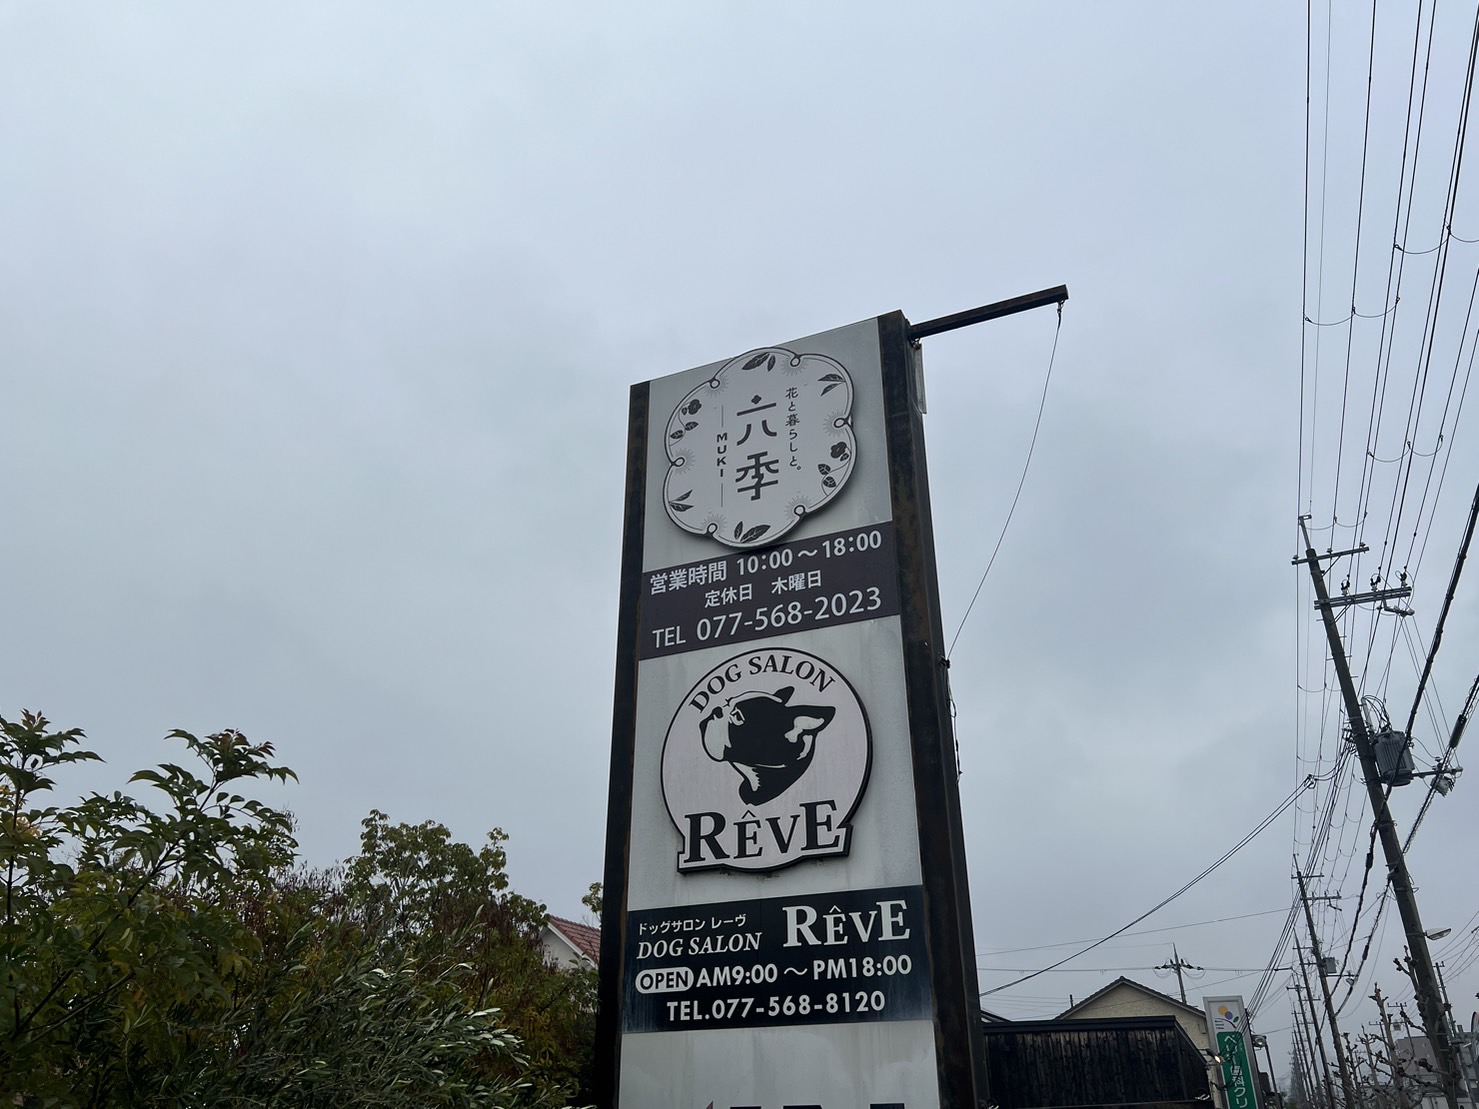 花と暮らしと。
六季
MUKI
営業時間 10:00～18:00
定休日 木曜日
TEL 077-568-2023
DOG SALON
RÊVE
ドッグサロン レーヴ
DOG SALON RÊVE
OPEN AM9:00～PM18:00
TEL.077-568-8120